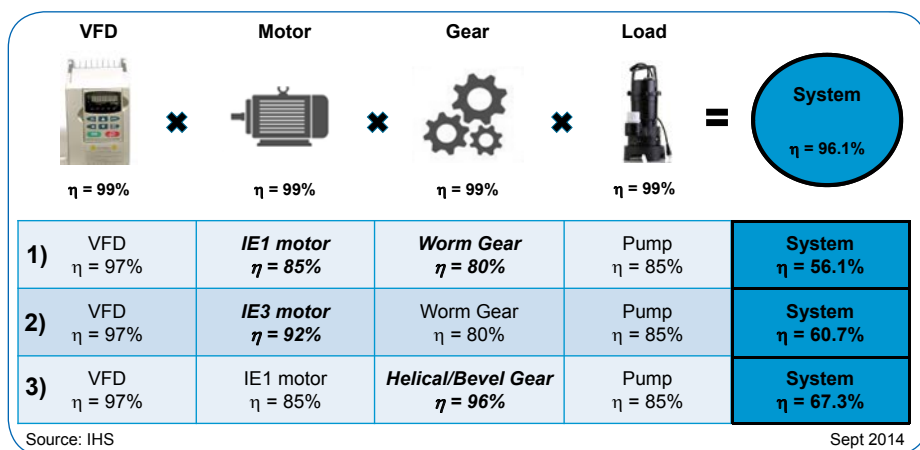 VFD Motor Gear Load
System
η = 96.1%
η = 99% η = 99% η = 99% η = 99%
1) VFD IE1 motor Worm Gear Pump System
η = 97% η = 85% η = 80% η = 85% η = 56.1%
2) VFD IE3 motor Worm Gear Pump System
η = 97% η = 92% η = 80% η = 85% η = 60.7%
3) VFD IE1 motor Helical/Bevel Gear Pump System
η = 97% η = 85% η = 96% η = 85% η = 67.3%
Source: IHS Sept 2014